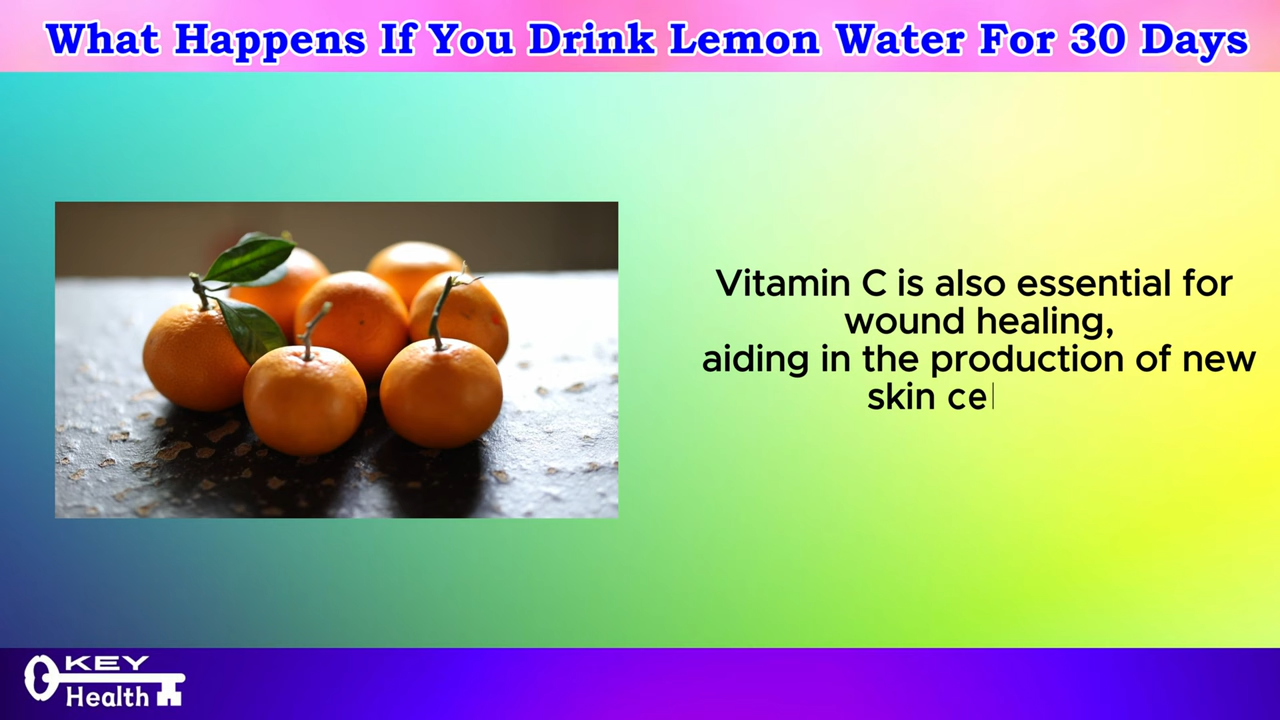 What Happens If You Drink Lemon Water For 30 Days
Vitamin C is also essential for
wound healing,
aiding in the production of new
skin ce
KEY
Health